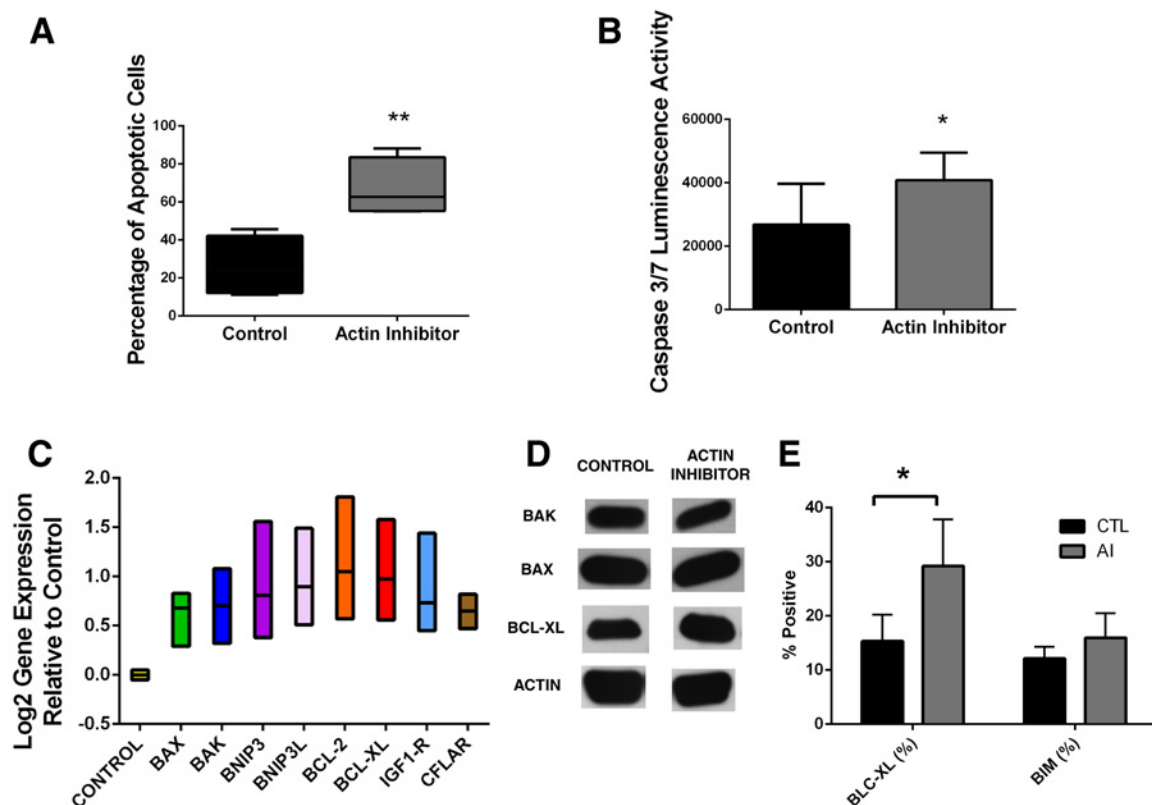 A
Percentage of Apoptotic Cells
100
80
60
40
20
0
**
Control
Actin Inhibitor
B
Caspase 3/7 Luminescence Activity
60000
40000
20000
0
*
Control
Actin Inhibitor
C
Log2 Gene Expression
Relative to Control
2.0
1.5
1.0
0.5
0.0
-0.5
CONTROL
BAX
BAK
BNIP3
BNIP3L
BCL-2
BCL-XL
IGF1-R
CFLAR
D
CONTROL
ACTIN
INHIBITOR
BAK
BAX
BCL-XL
ACTIN
E
% Positive
40
30
20
10
0
*
CTL
AI
BLC-XL (%)
BIM (%)